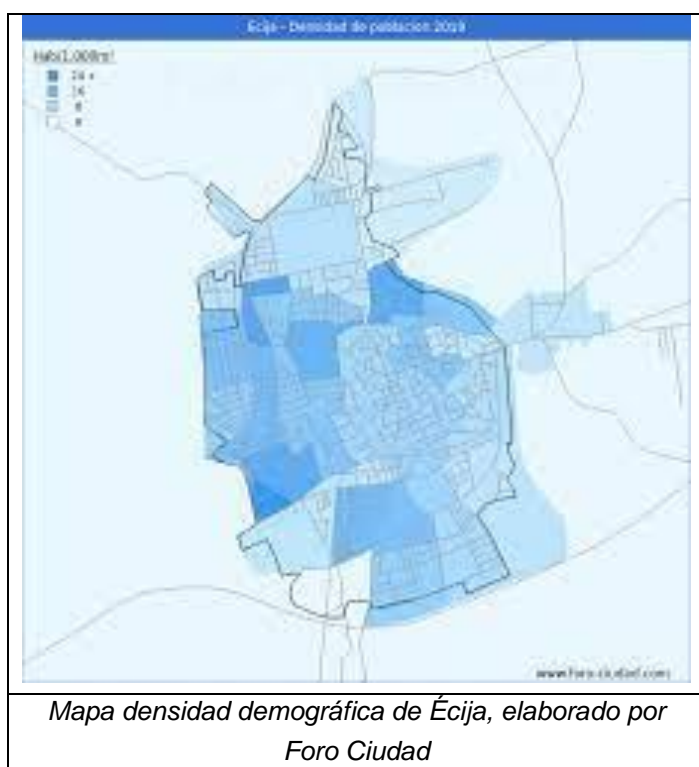 Écija - Densidad de población 2019
Hab/1.000m²
24 +
16
8
0
www.foro-ciudad.com
Mapa densidad demográfica de Écija, elaborado por
Foro Ciudad